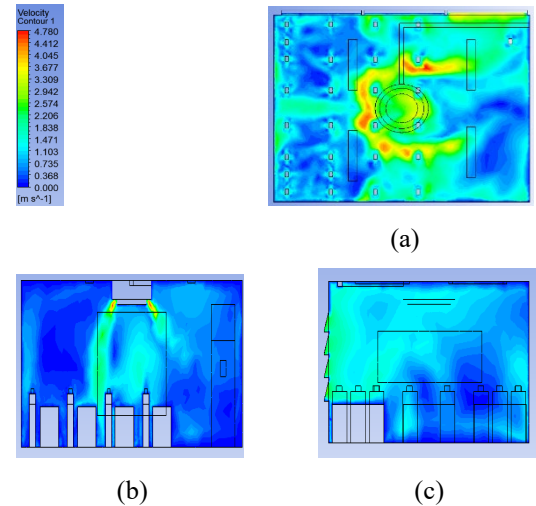 Velocity
Contour 1
4.780
4.412
4.045
3.677
3.309
2.942
2.574
2.206
1.838
1.471
1.103
0.735
0.368
0.000
[m s^-1]
(a)
(b)
(c)